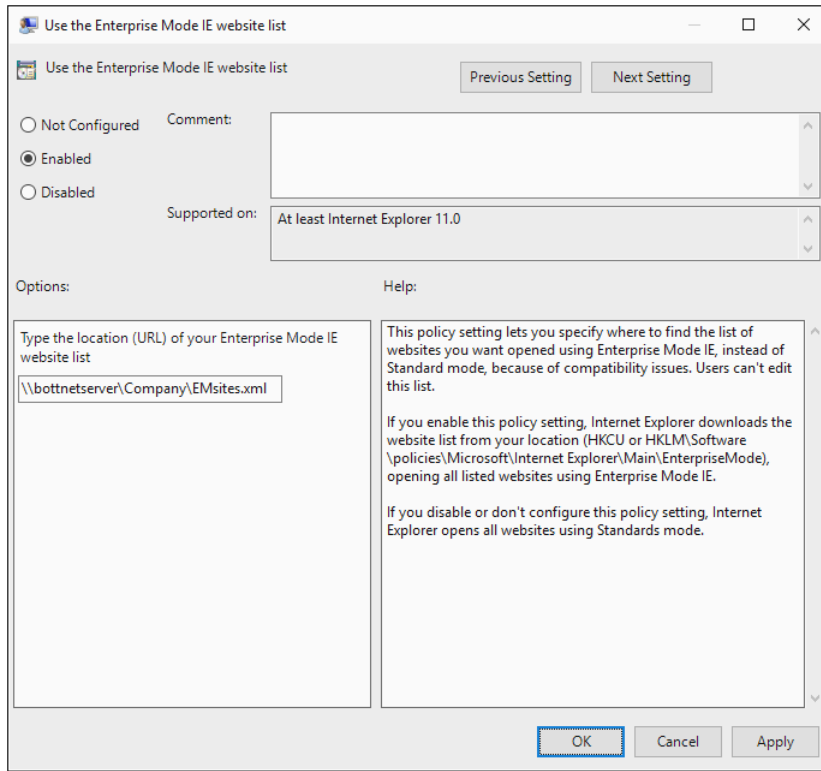 Use the Enterprise Mode IE website list
Use the Enterprise Mode IE website list
Previous Setting
Next Setting
Not Configured
Enabled
Disabled
Comment:
Supported on:
At least Internet Explorer 11.0
Options:
Help:
Type the location (URL) of your Enterprise Mode IE
website list
\\bottnetserver\Company\EMsites.xml
This policy setting lets you specify where to find the list of
websites you want opened using Enterprise Mode IE, instead of
Standard mode, because of compatibility issues. Users can't edit
this list.
If you enable this policy setting, Internet Explorer downloads the
website list from your location (HKCU or HKLM\Software
\policies\Microsoft\Internet Explorer\Main\EnterpriseMode),
opening all listed websites using Enterprise Mode IE.
If you disable or don't configure this policy setting, Internet
Explorer opens all websites using Standards mode.
OK
Cancel
Apply